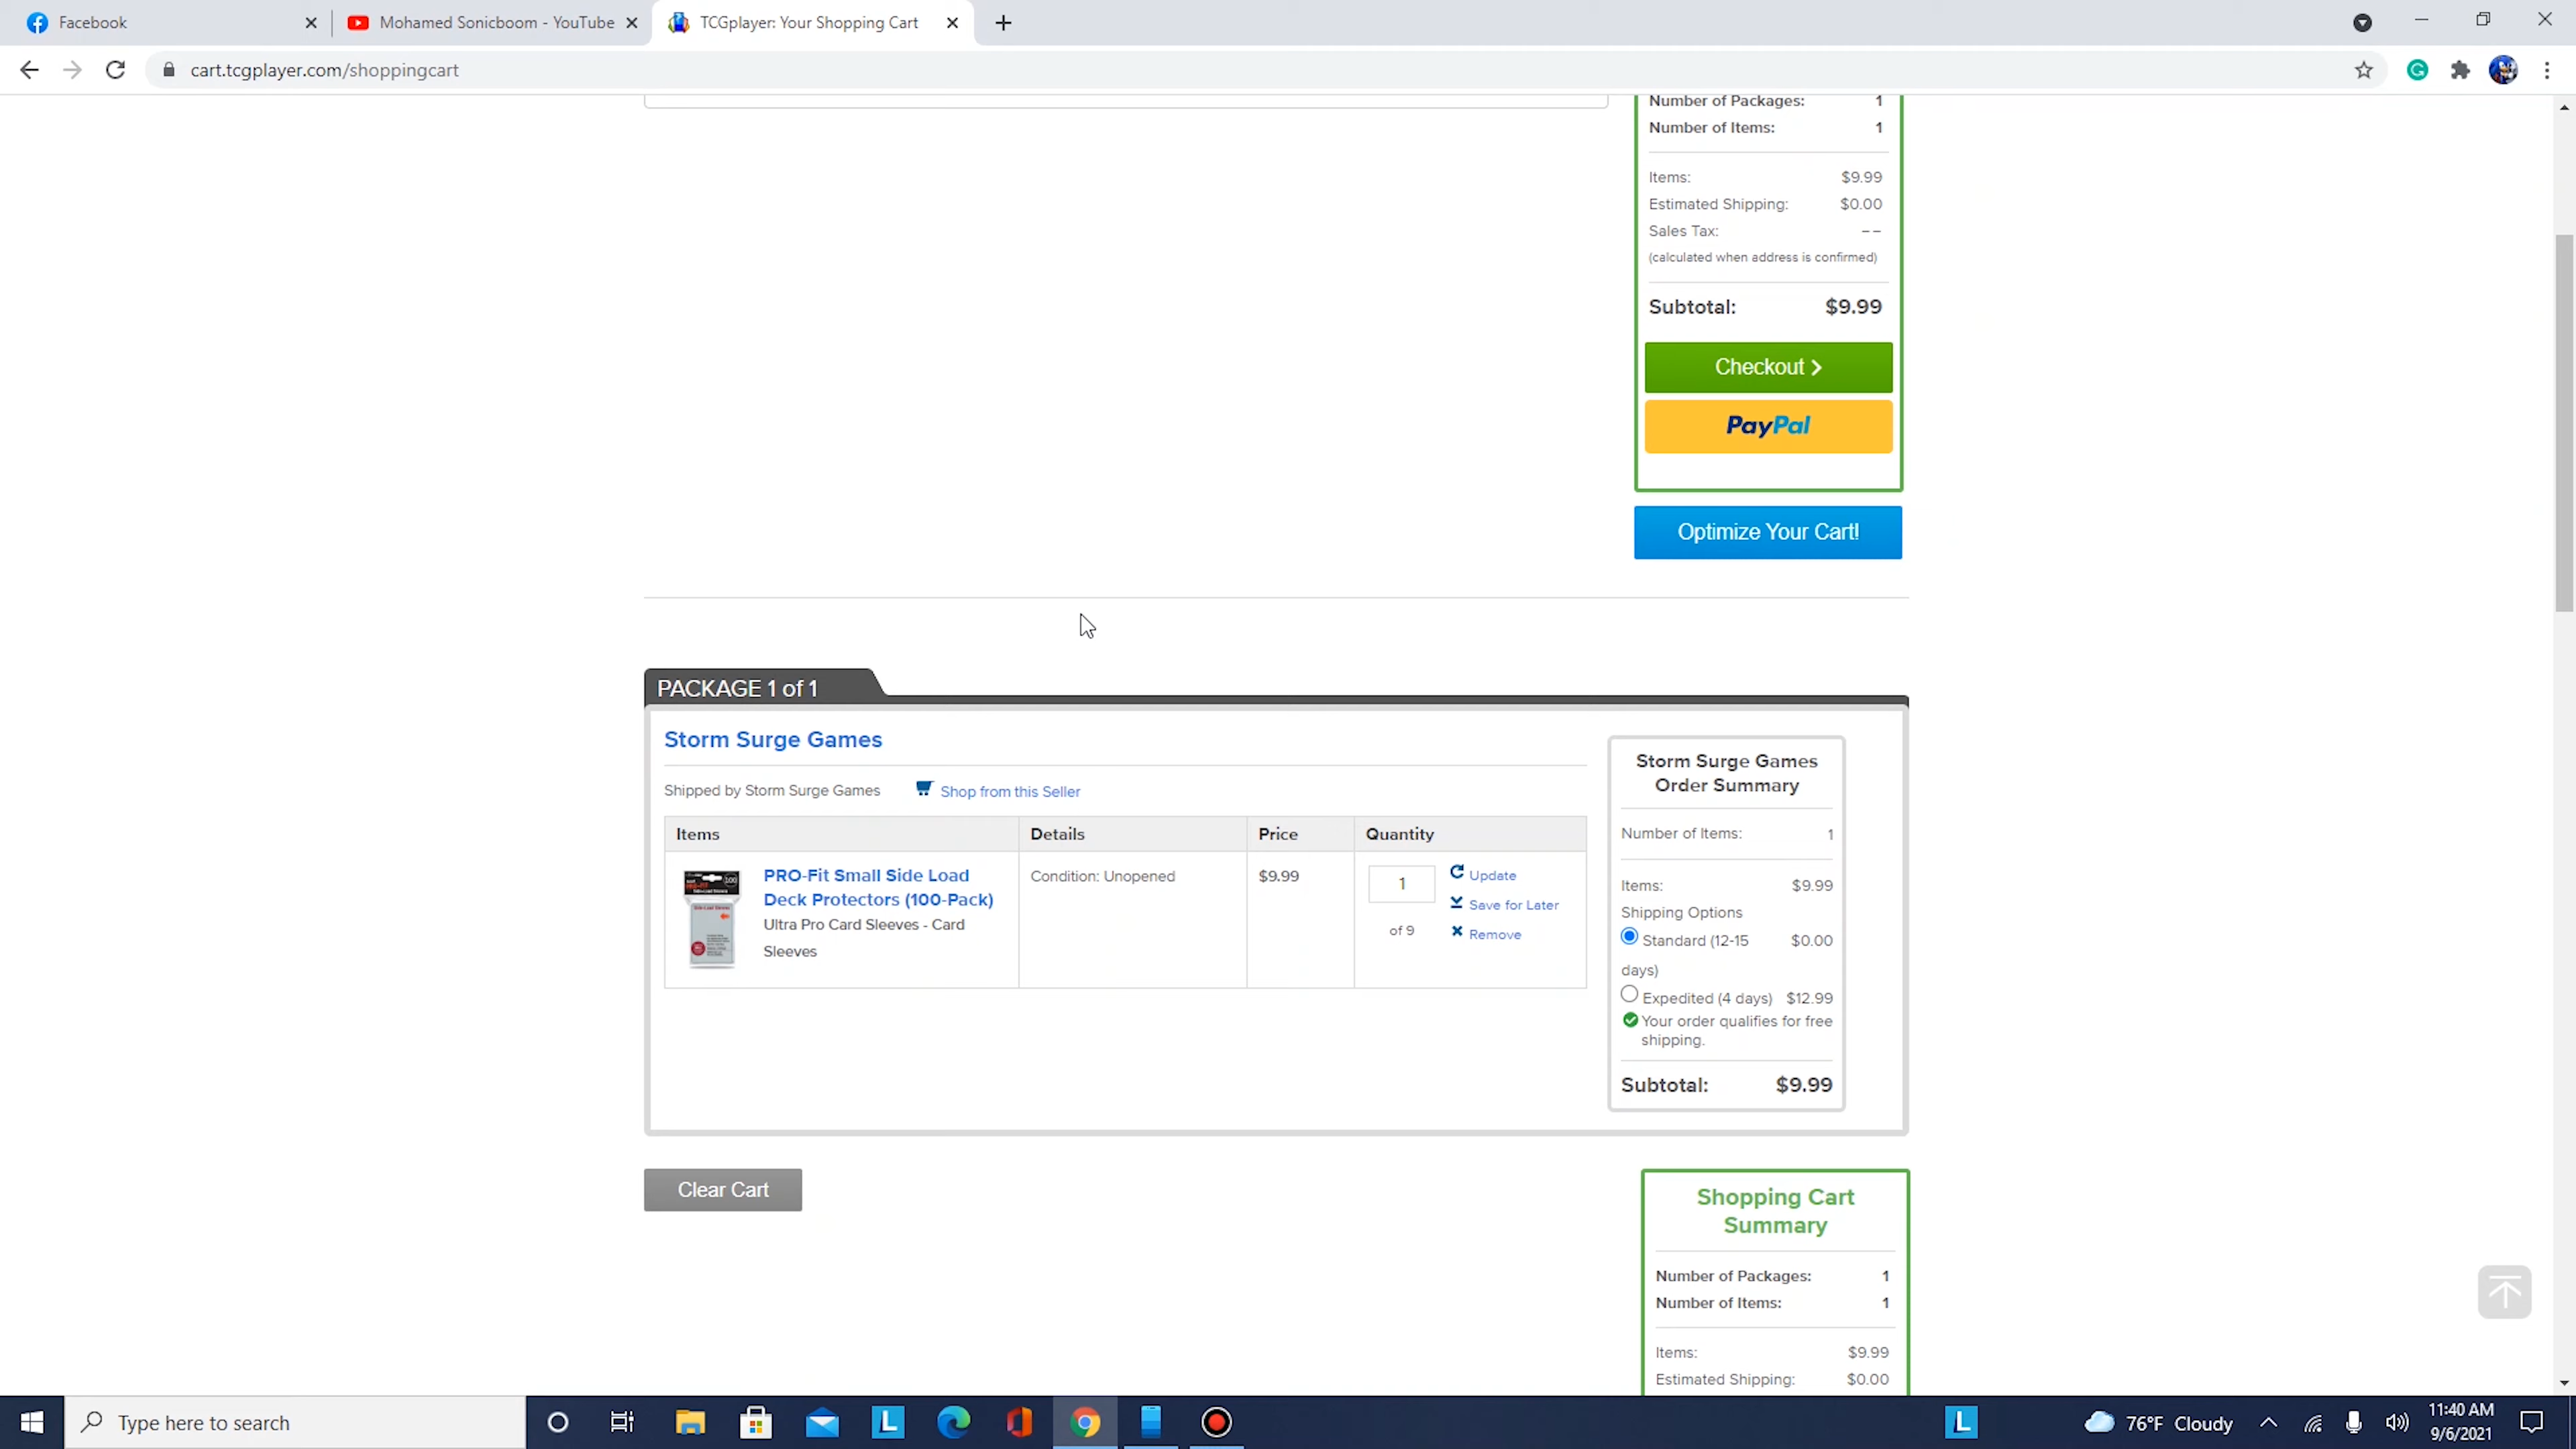 Facebook
Mohamed Sonicboom - YouTube
TCGplayer: Your Shopping Cart
cart.tcgplayer.com/shoppingcart
Number of Packages: 1
Number of Items: 1
Items: $9.99
Estimated Shipping: $0.00
Sales Tax: --
(calculated when address is confirmed)
Subtotal: $9.99
Checkout
PayPal
Optimize Your Cart!
PACKAGE 1 of 1
Storm Surge Games
Shipped by Storm Surge Games Shop from this Seller
Items Details Price Quantity
PRO-Fit Small Side Load
Deck Protectors (100-Pack)
Ultra Pro Card Sleeves - Card
Sleeves
Condition: Unopened
$9.99
1
of 9
Update
Save for Later
Remove
Storm Surge Games
Order Summary
Number of Items: 1
Items: $9.99
Shipping Options
Standard (12-15 $0.00
days)
Expedited (4 days) $12.99
Your order qualifies for free
shipping.
Subtotal: $9.99
Clear Cart
Shopping Cart
Summary
Number of Packages: 1
Number of Items: 1
Items: $9.99
Estimated Shipping: $0.00
Type here to search
76°F Cloudy
11:40 AM
9/6/2021